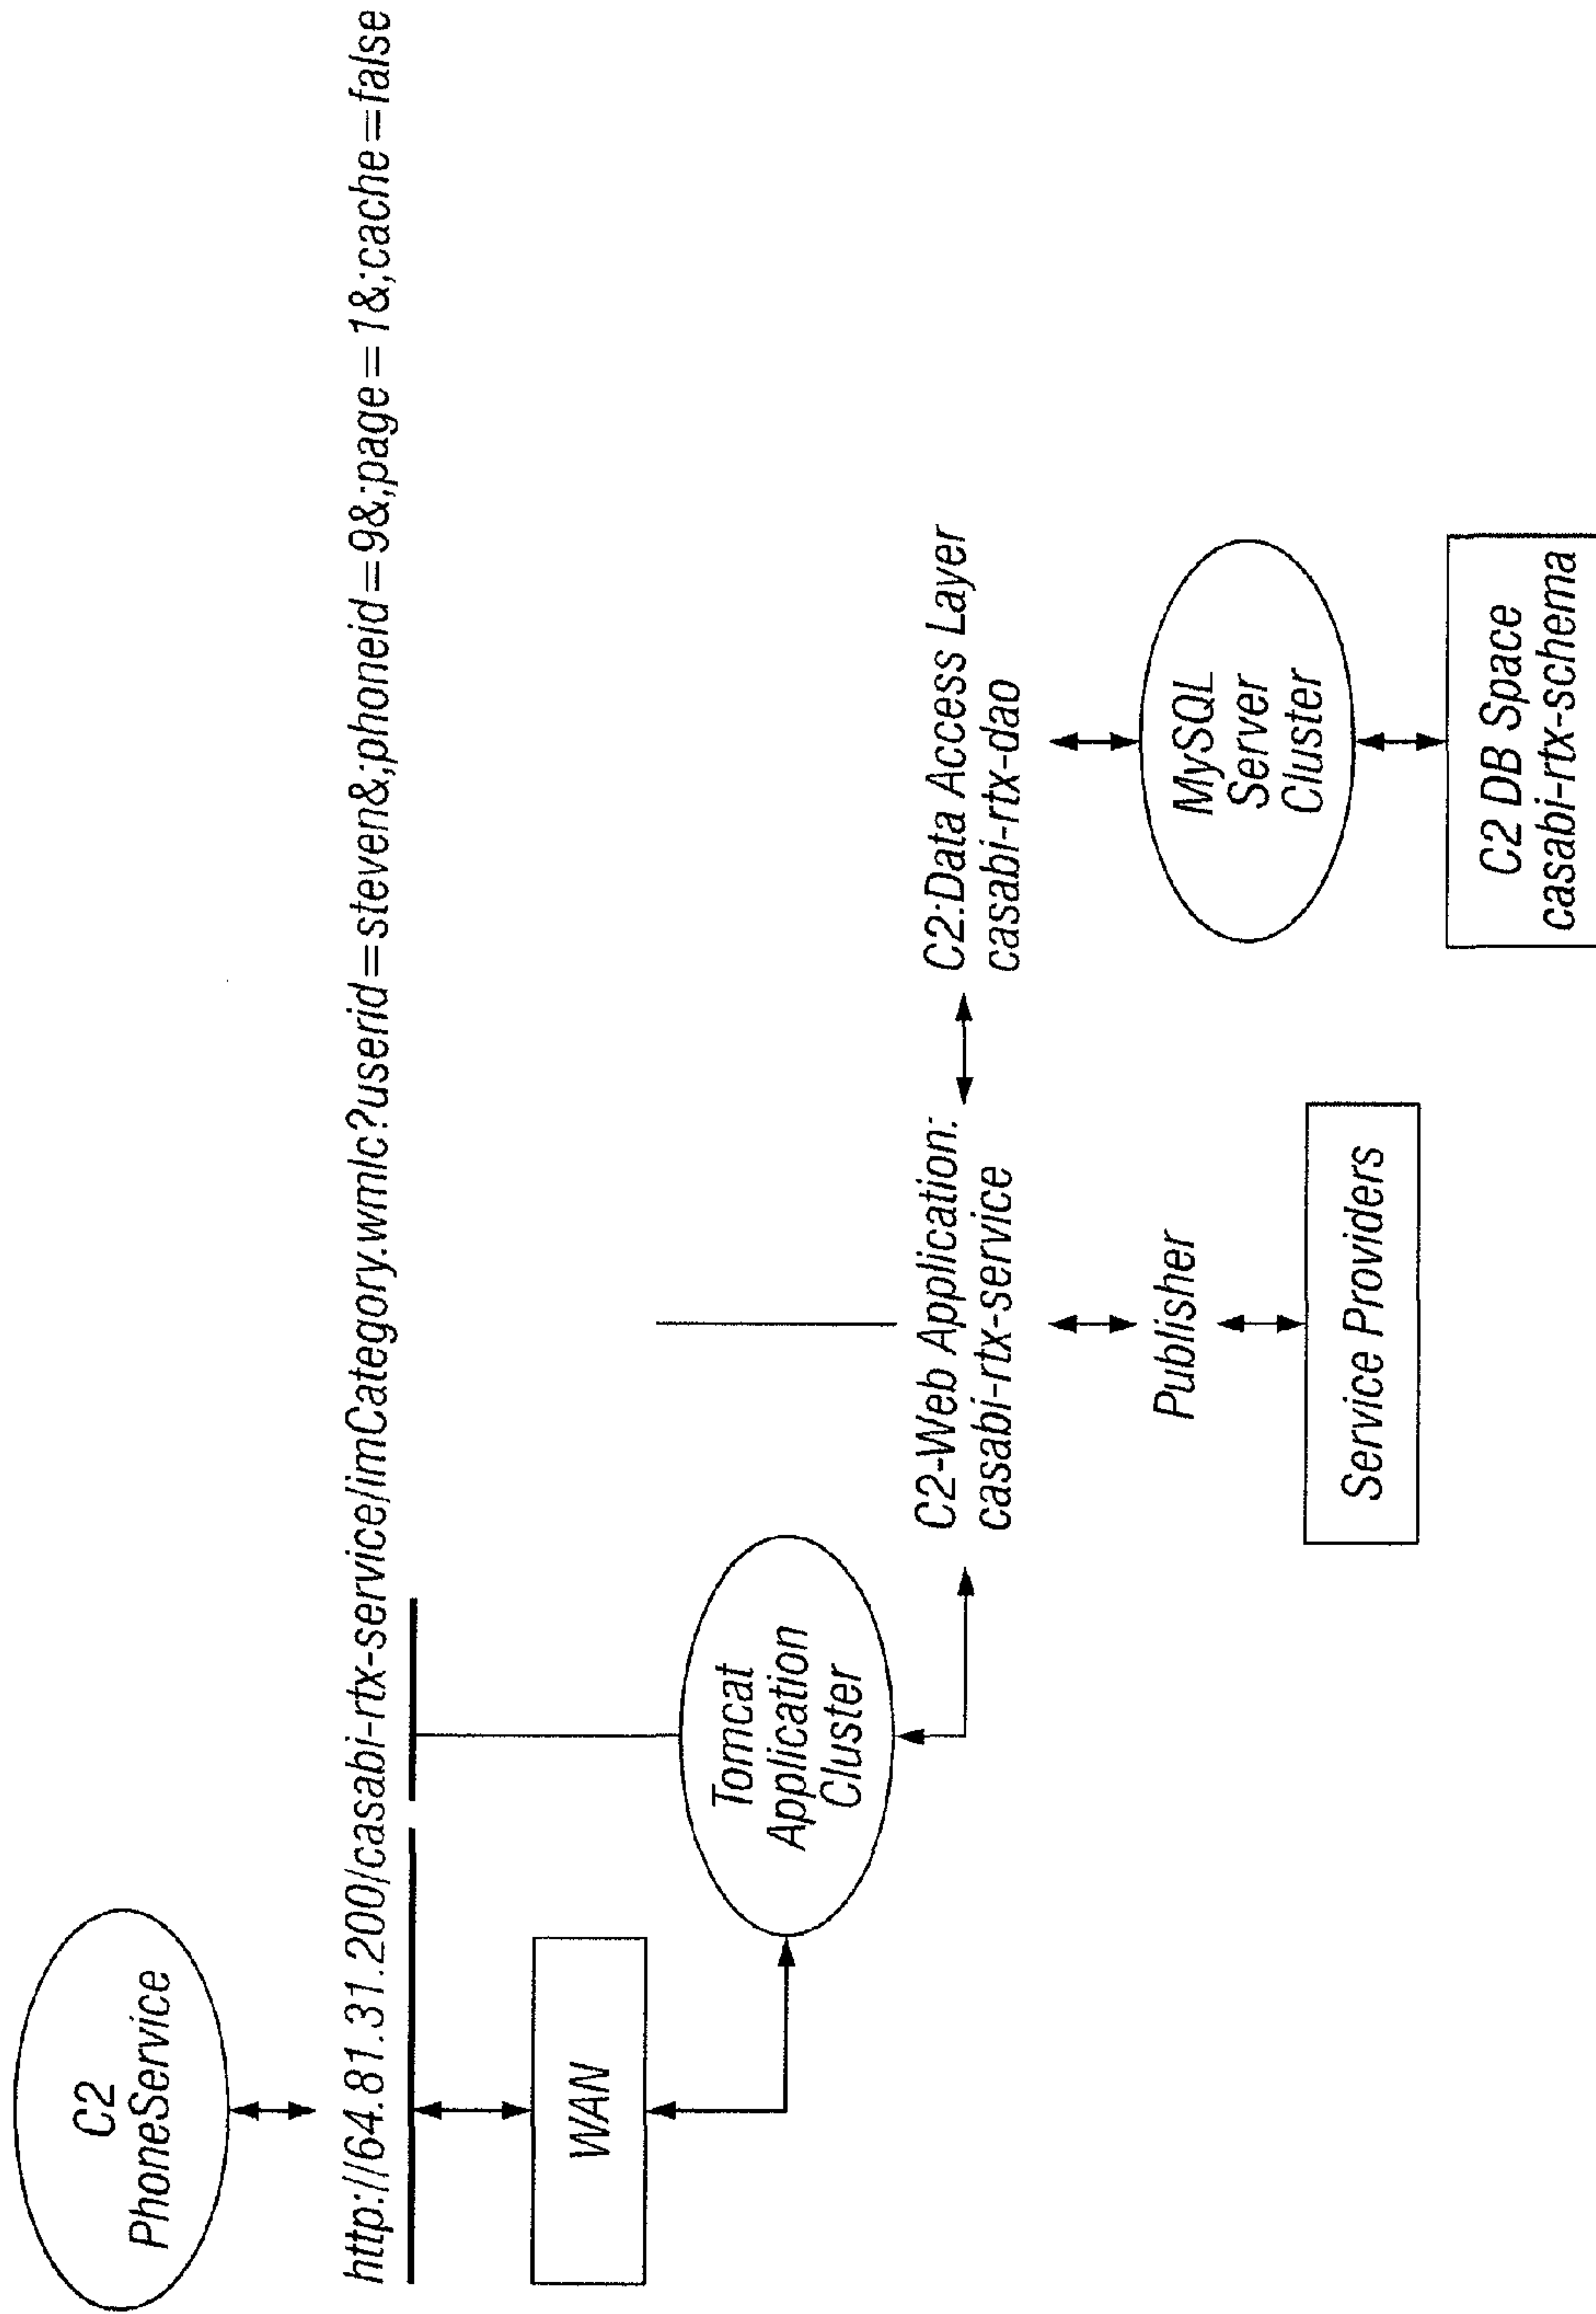 C2
PhoneService
http://64.81.31.200/casabi-rtx-service/imCategory.wmlc?userid=steven&;phoneid=9&;page=1&;cache=false
WAN
Tomcat
Application
Cluster
C2-Web Application:
casabi-rtx-service
C2:Data Access Layer
casabi-rtx-dao
Publisher
MySQL
Server
Cluster
Service Providers
C2 DB Space
casabi-rtx-schema